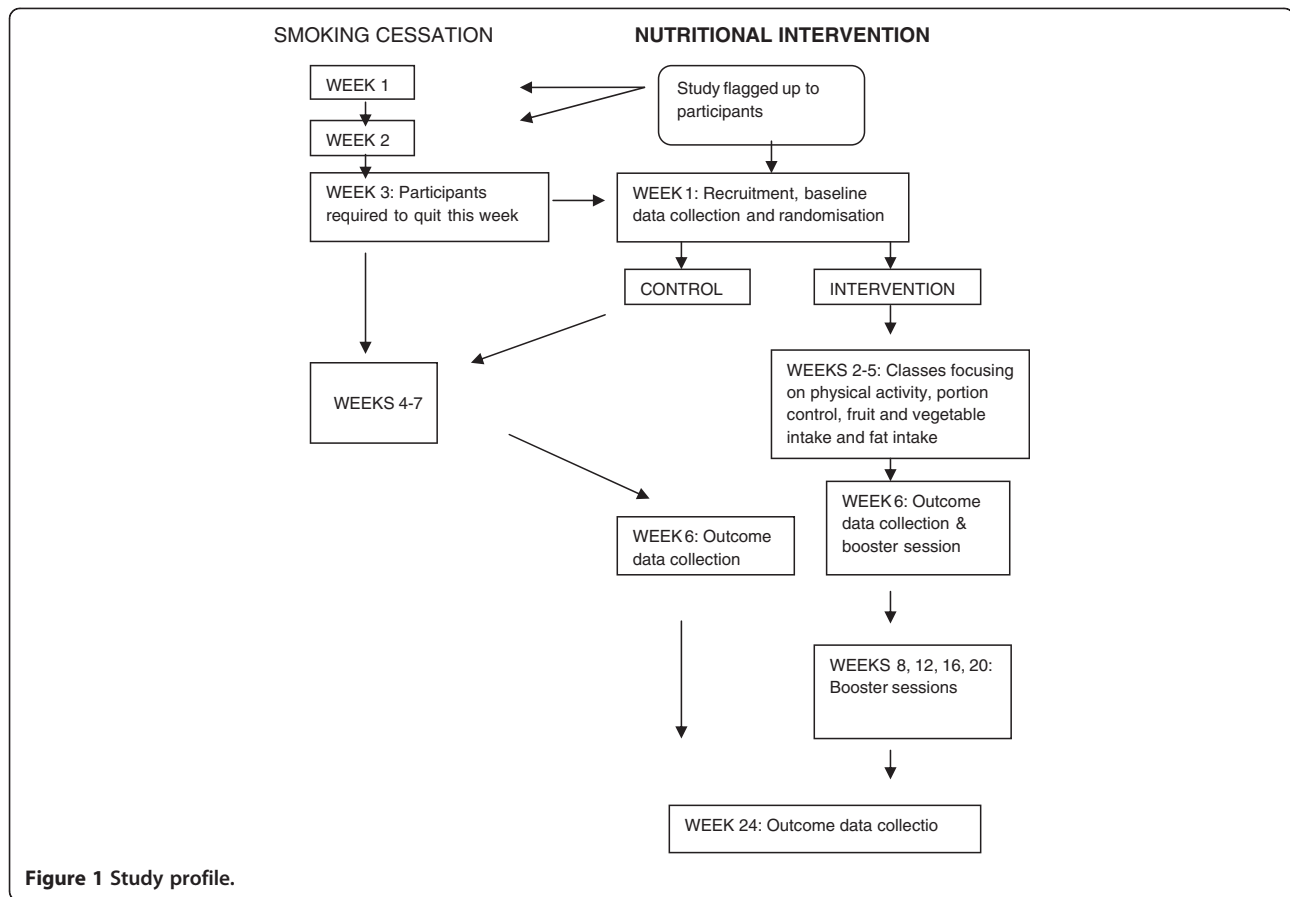 SMOKING CESSATION
NUTRITIONAL INTERVENTION
WEEK 1
Study flagged up to
participants
WEEK 2
WEEK 3: Participants
required to quit this week
WEEK 1: Recruitment, baseline
data collection and randomisation
CONTROL
INTERVENTION
WEEKS 4-7
WEEKS 2-5: Classes focusing
on physical activity, portion
control, fruit and vegetable
intake and fat intake
WEEK 6: Outcome
data collection
WEEK 6: Outcome
data collection &
booster session
WEEKS 8, 12, 16, 20:
Booster sessions
WEEK 24: Outcome data collectio
Figure 1 Study profile.